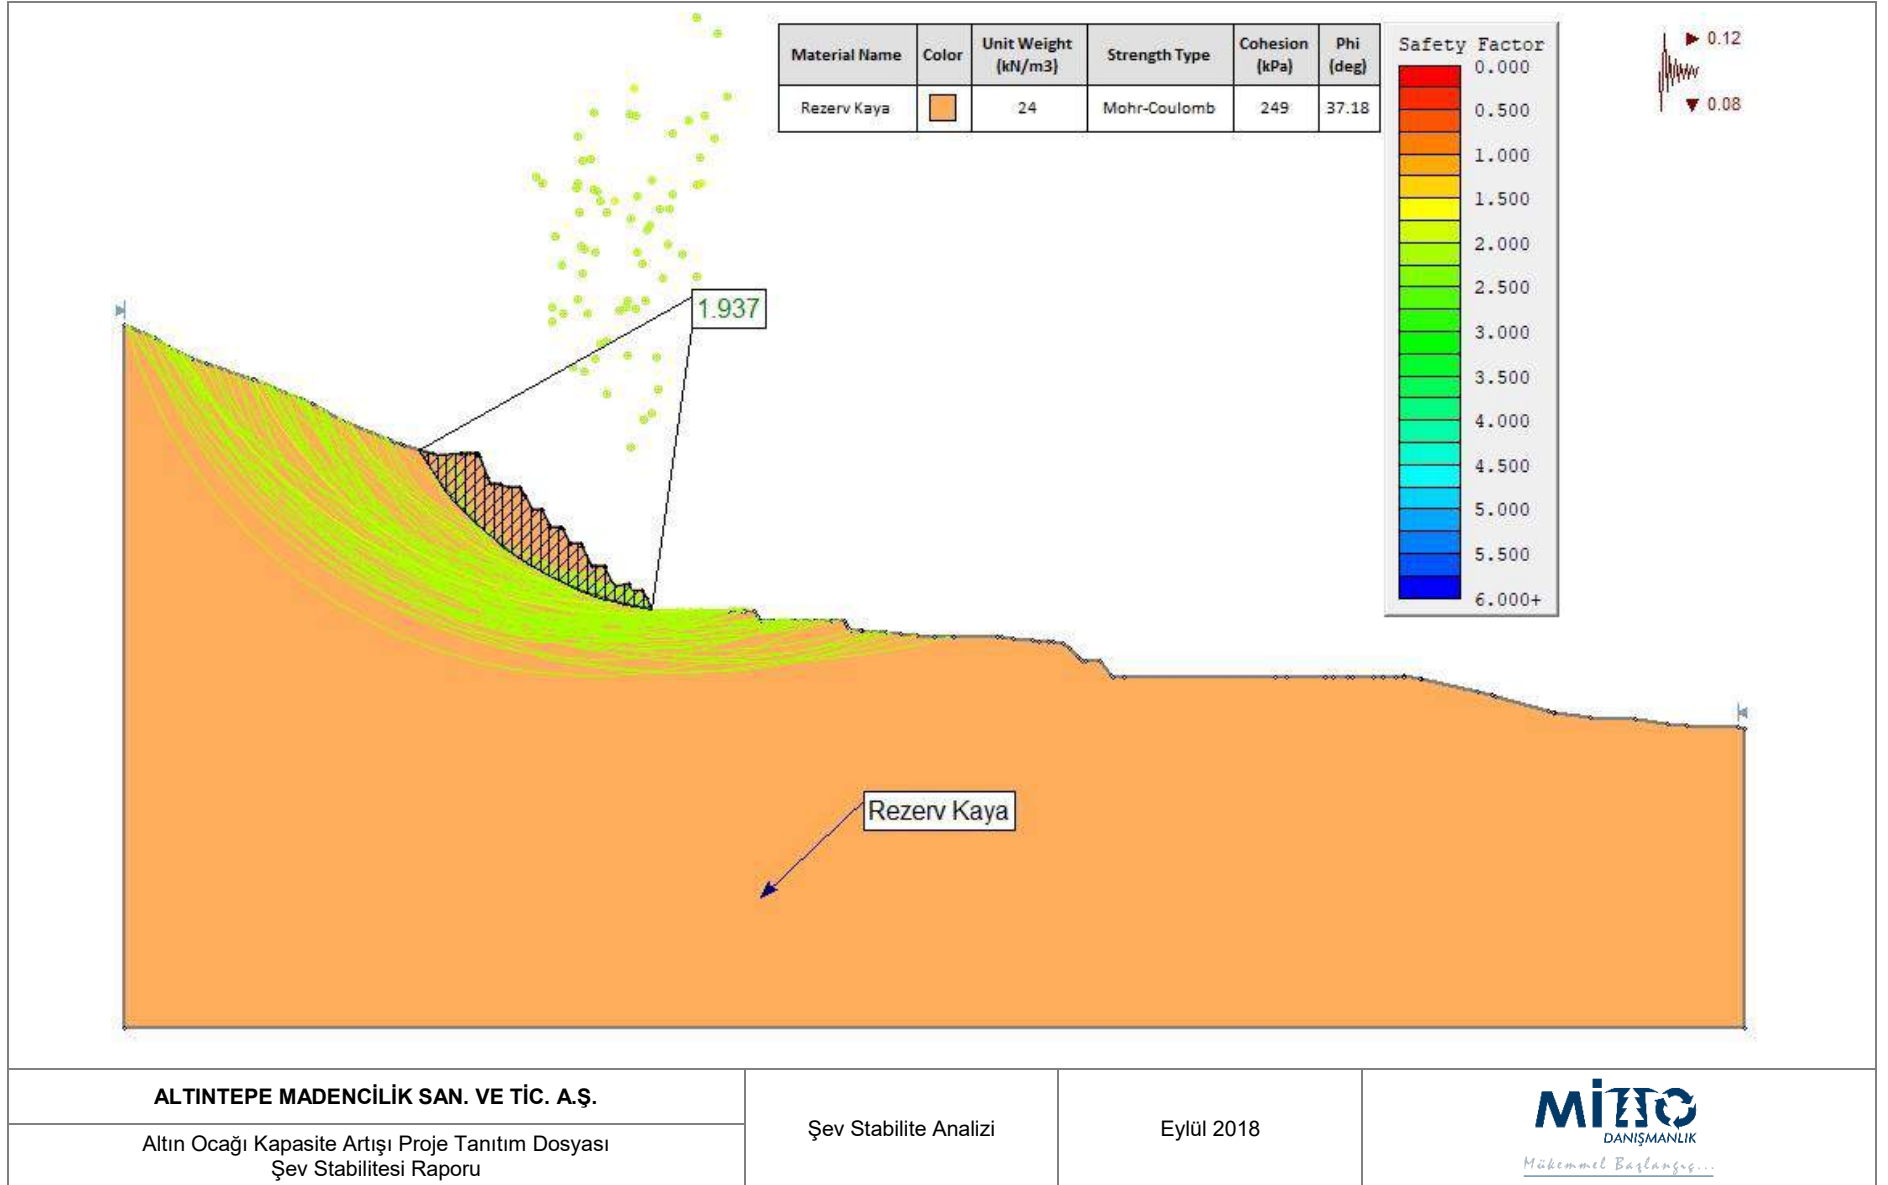 Material Name Color Unit Weight (kN/m3) Strength Type Cohesion (kPa) Phi (deg)
Rezerv Kaya 24 Mohr-Coulomb 249 37.18
Safety Factor
0.000
0.500
1.000
1.500
2.000
2.500
3.000
3.500
4.000
4.500
5.000
5.500
6.000+
0.12
0.08
1.937
Rezerv Kaya
ALTINTEPE MADENCİLİK SAN. VE TİC. A.Ş.
Altın Ocağı Kapasite Artışı Proje Tanıtım Dosyası
Şev Stabilitesi Raporu
Şev Stabilite Analizi
Eylül 2018
MİTTO
DANIŞMANLIK
Mükemmel Başlangıç...